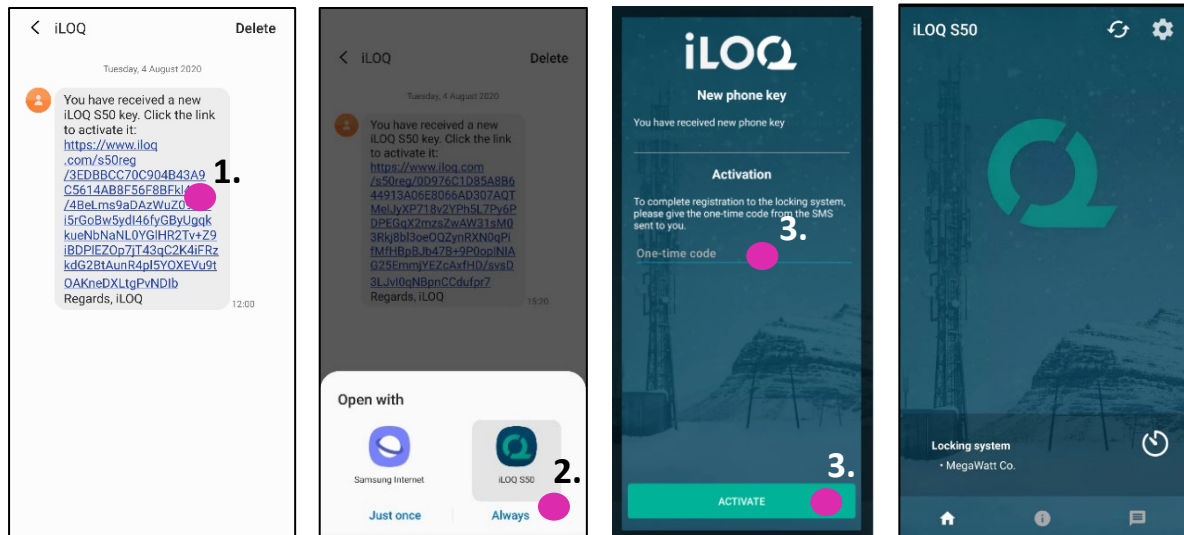 iLOQ
Delete
Tuesday, 4 August 2020
You have received a new
iLOQ S50 key. Click the link
to activate it:
https://www.iloq
.com/s50reg
/3EDBBCC70C904B43A9
1.
/4BeLms9aDAzWuZ0
i5rGoBw5ydI46fyGByUgqk
kueNbNaNL0YGlHR2Tv+Z9
iBDPlEZOp7jT43qC2K4iFRz
kdG2BtAunR4pl5YOXEVu9t
OAKneDXLtgPvNDIb
Regards, iLOQ
12:00
iLOQ
Delete
Tuesday, 4 August 2020
You have received a new
iLOQ S50 key. Click the link
to activate it:
https://www.iloq.com
/s50reg/0D976C1D85A8B6
44913A06E8066AD307AQT
MelJyXP718v2YPh5L7Py6P
DPEGqX2mzsZwAW31sM0
3Rkj8bl3oeOQZynRXN0qPi
fMfHBpBJb47B+9P0oplNIA
G25EmmjYEZcAxfHD/svsD
3LJvI0qNBpnCCdufpr7
Regards, iLOQ
15:20
Open with
Samsung Internet
iLOQ S50
2.
Just once
Always
iLOQ
New phone key
You have received new phone key
Activation
To complete registration to the locking system,
please give the one-time code from the SMS
sent to you.
3.
One-time code
3.
ACTIVATE
iLOQ S50
Locking system
• MegaWatt Co.